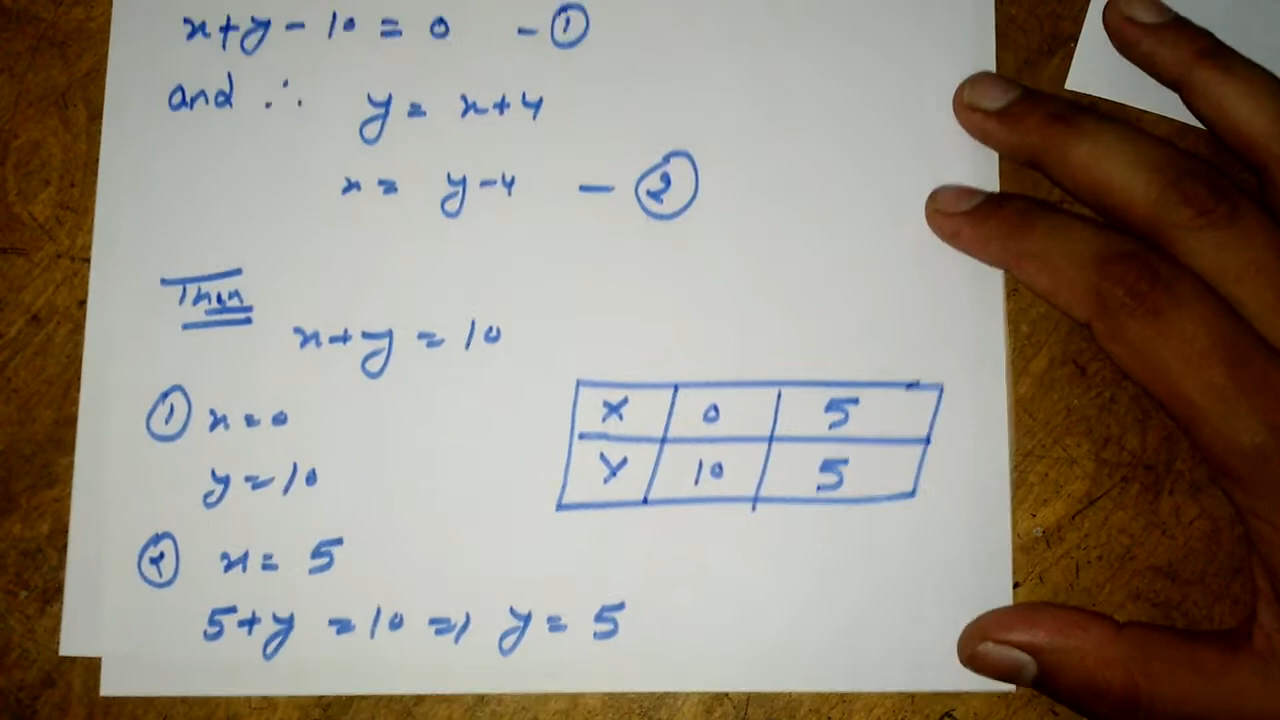 x+y-10=0 -①
and ∴ y=x+4
x=y-4 -②
Then
x+y=10
① x=0
y=10
② x=5
5+y=10=) y=5
X 0 5
Y 10 5